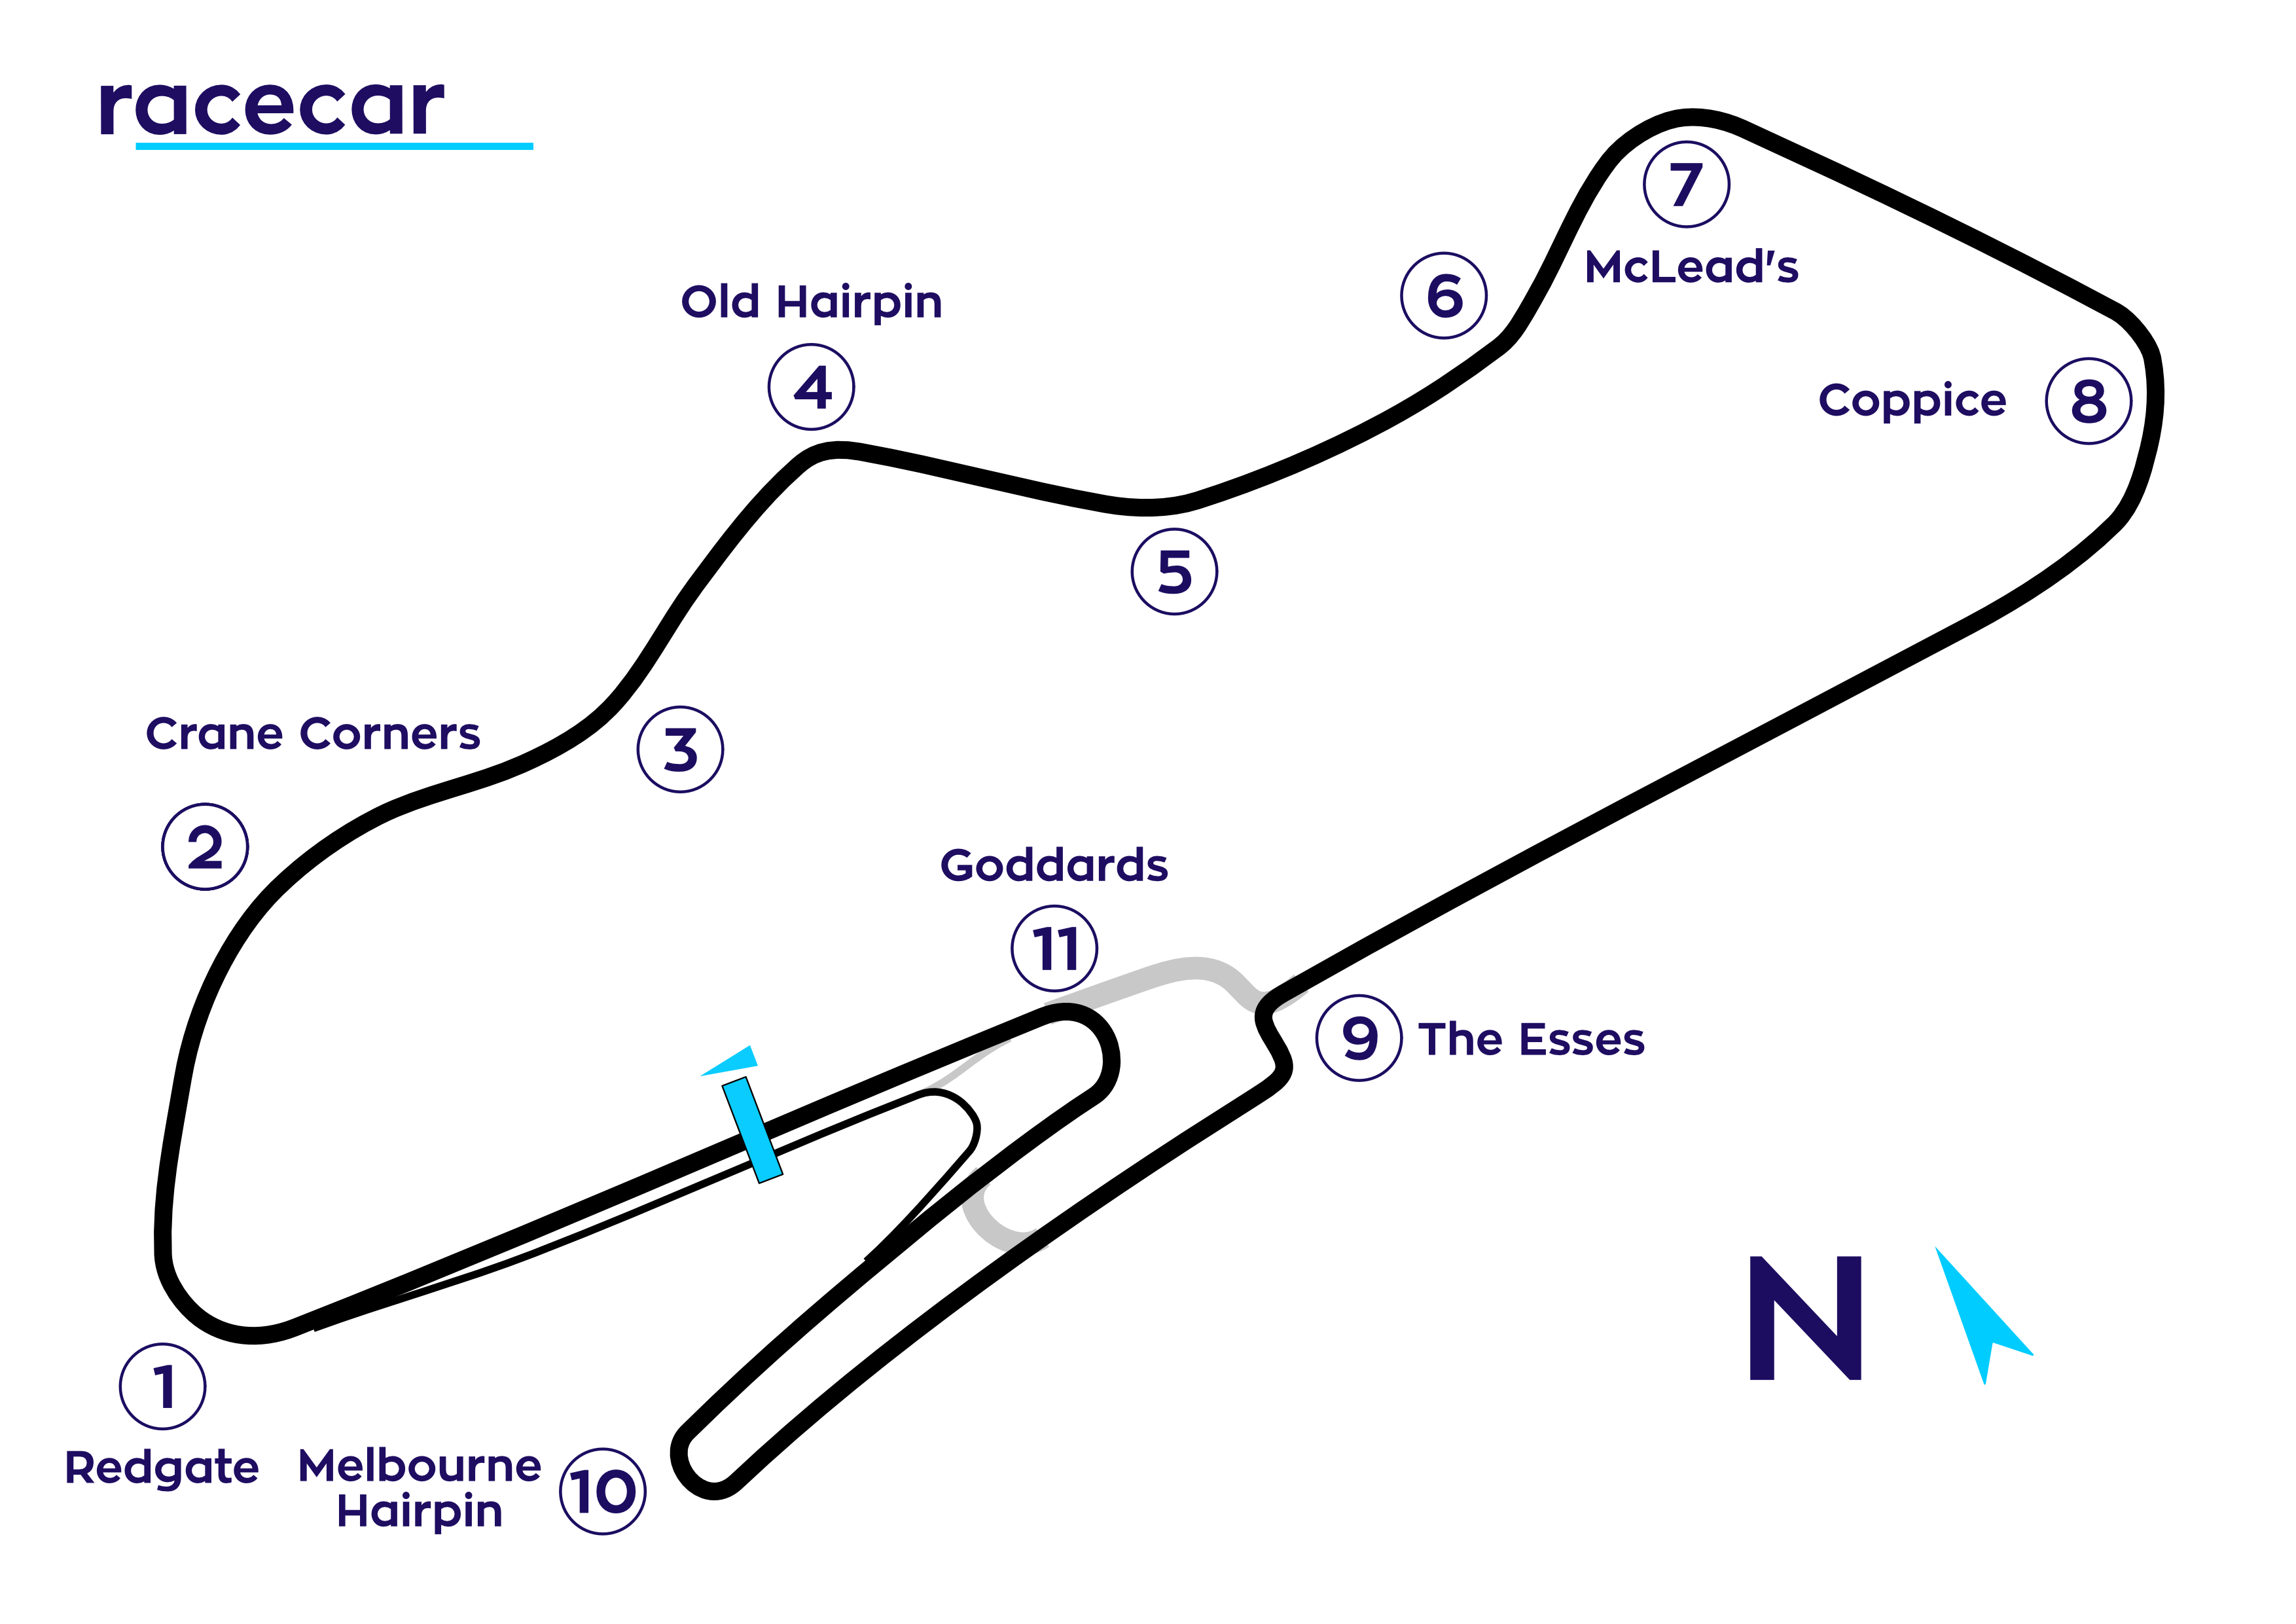 racecar
7
McLead's
6
Old Hairpin
4
Coppice
8
5
Crane Corners
3
2
Goddards
11
9
The Esses
N
1
Redgate
Melbourne
Hairpin
10